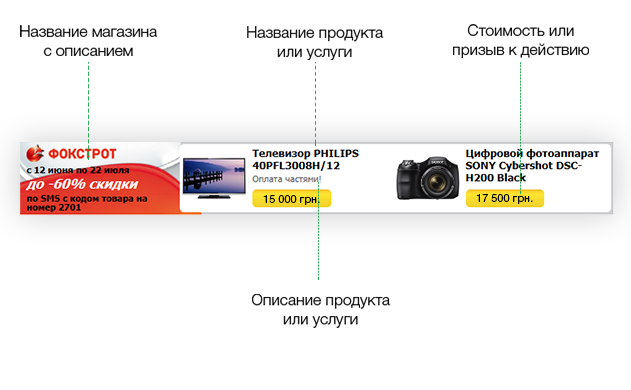 Название магазина
с описанием
Название продукта
или услуги
Стоимость или
призыв к действию
ФОКСТРОТ
с 12 июня по 22 июля
до -60% скидки
по SMS с кодом товара на
номер 2701
Телевизор PHILIPS
40PFL3008H/12
Оплата частями!
15 000 грн.
SONY
Цифровой фотоаппарат
SONY Cybershot DSC-
H200 Black
17 500 грн.
Описание продукта
или услуги